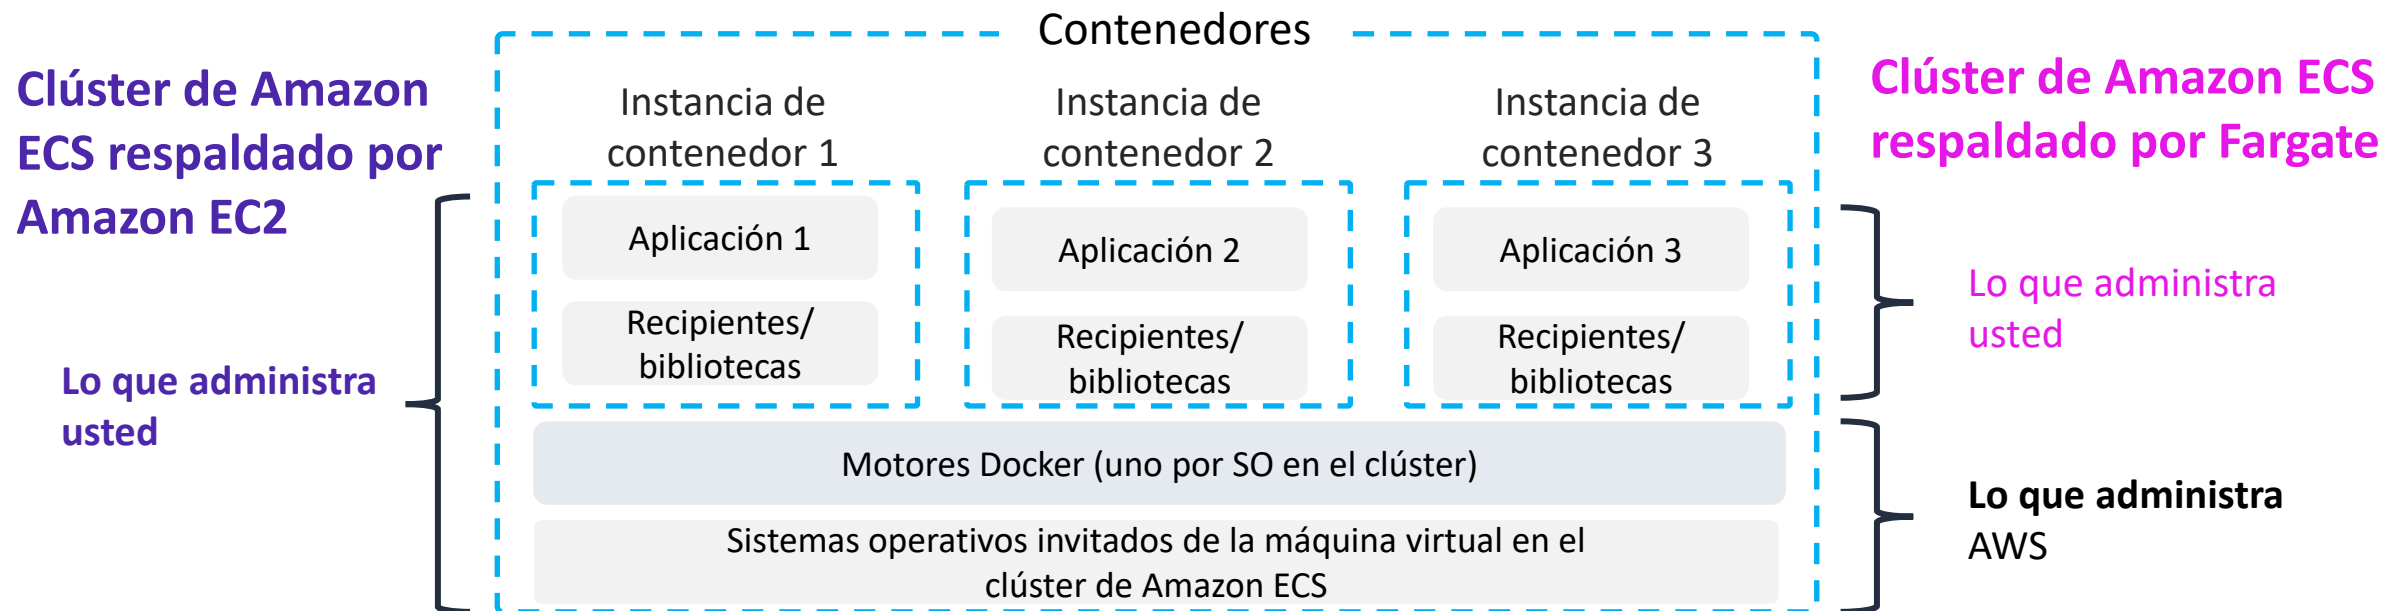 Contenedores
Clúster de Amazon
ECS respaldado por
Amazon EC2
Lo que administra
usted
Instancia de
contenedor 1
Aplicación 1
Recipientes/
bibliotecas
Instancia de
contenedor 2
Aplicación 2
Recipientes/
bibliotecas
Instancia de
contenedor 3
Aplicación 3
Recipientes/
bibliotecas
Motores Docker (uno por SO en el clúster)
Sistemas operativos invitados de la máquina virtual en el
clúster de Amazon ECS
Clúster de Amazon ECS
respaldado por Fargate
Lo que administra
usted
Lo que administra
AWS